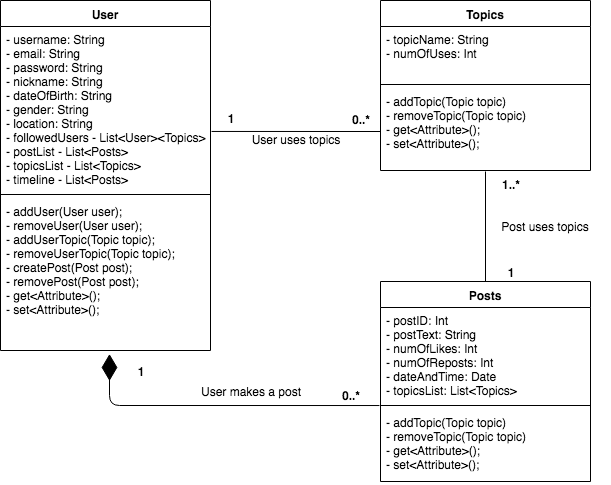 User
- username: String
- email: String
- password: String
- nickname: String
- dateOfBirth: String
- gender: String
- location: String
- followedUsers - List<User><Topics>
- postList - List<Posts>
- topicsList - List<Topics>
- timeline - List<Posts>
- addUser(User user);
- removeUser(User user);
- addUserTopic(Topic topic);
- removeUserTopic(Topic topic);
- createPost(Post post);
- removePost(Post post);
- get<Attribute>();
- set<Attribute>();
1
0..*
User uses topics
Topics
- topicName: String
- numOfUses: Int
- addTopic(Topic topic)
- removeTopic(Topic topic)
- get<Attribute>();
- set<Attribute>();
1..*
Post uses topics
1
Posts
- postID: Int
- postText: String
- numOfLikes: Int
- numOfReposts: Int
- dateAndTime: Date
- topicsList: List<Topics>
- addTopic(Topic topic)
- removeTopic(Topic topic)
- get<Attribute>();
- set<Attribute>();
1
User makes a post
0..*